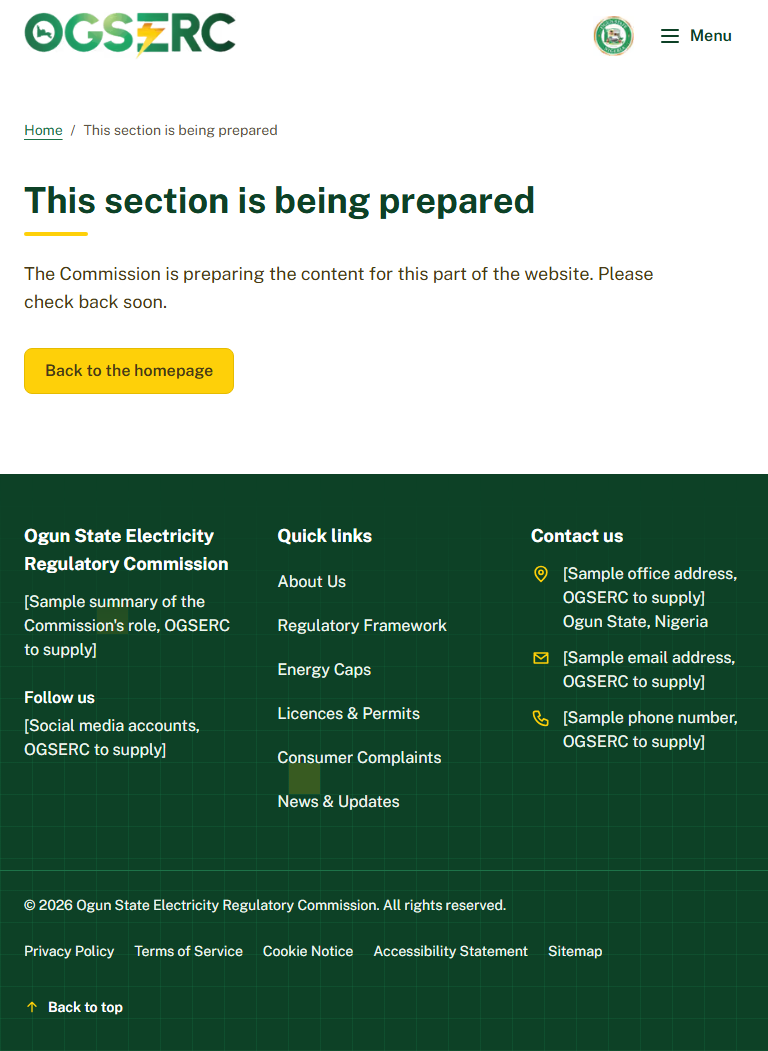 OGSERC
Menu
Home / This section is being prepared
This section is being prepared
The Commission is preparing the content for this part of the website. Please
check back soon.
Back to the homepage
Ogun State Electricity
Regulatory Commission
[Sample summary of the
Commission's role, OGSERC
to supply]
Follow us
[Social media accounts,
OGSERC to supply]
Quick links
About Us
Regulatory Framework
Energy Caps
Licences & Permits
Consumer Complaints
News & Updates
Contact us
[Sample office address,
OGSERC to supply]
Ogun State, Nigeria
[Sample email address,
OGSERC to supply]
[Sample phone number,
OGSERC to supply]
© 2026 Ogun State Electricity Regulatory Commission. All rights reserved.
Privacy Policy Terms of Service Cookie Notice Accessibility Statement Sitemap
Back to top